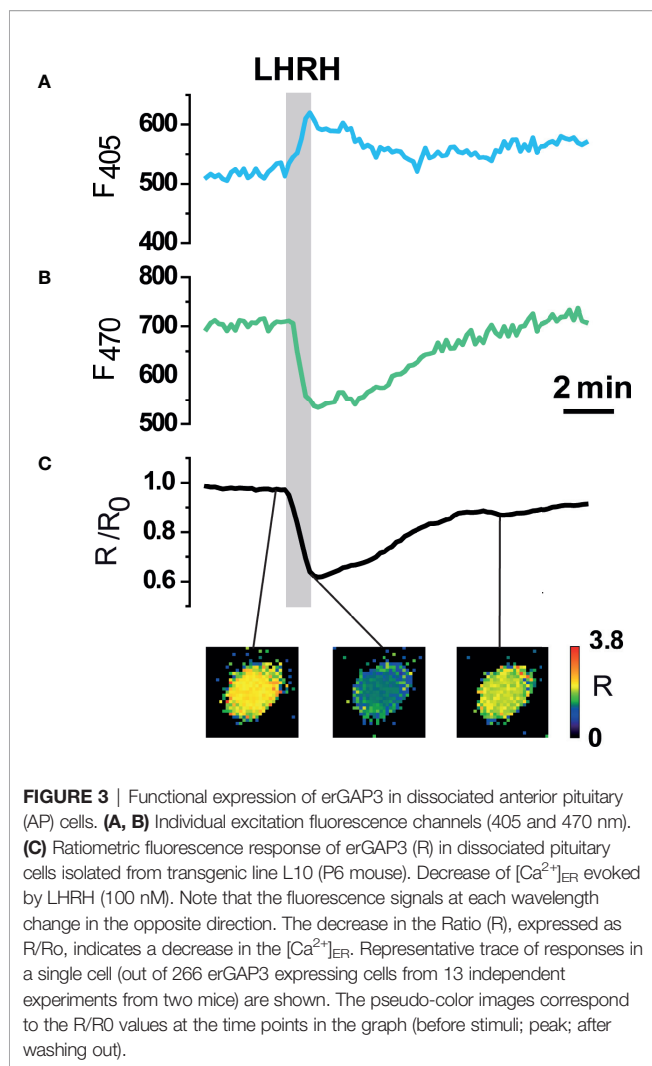 LHRH
A
600
500
400
F405
B
800
700
600
500
F470
2 min
C
1.0
0.8
0.6
R/R0
3.8
R
0
FIGURE 3 | Functional expression of erGAP3 in dissociated anterior pituitary
(AP) cells. (A, B) Individual excitation fluorescence channels (405 and 470 nm).
(C) Ratiometric fluorescence response of erGAP3 (R) in dissociated pituitary
cells isolated from transgenic line L10 (P6 mouse). Decrease of [Ca2+]ER evoked
by LHRH (100 nM). Note that the fluorescence signals at each wavelength
change in the opposite direction. The decrease in the Ratio (R), expressed as
R/Ro, indicates a decrease in the [Ca2+]ER. Representative trace of responses in
a single cell (out of 266 erGAP3 expressing cells from 13 independent
experiments from two mice) are shown. The pseudo-color images correspond
to the R/R0 values at the time points in the graph (before stimuli; peak; after
washing out).